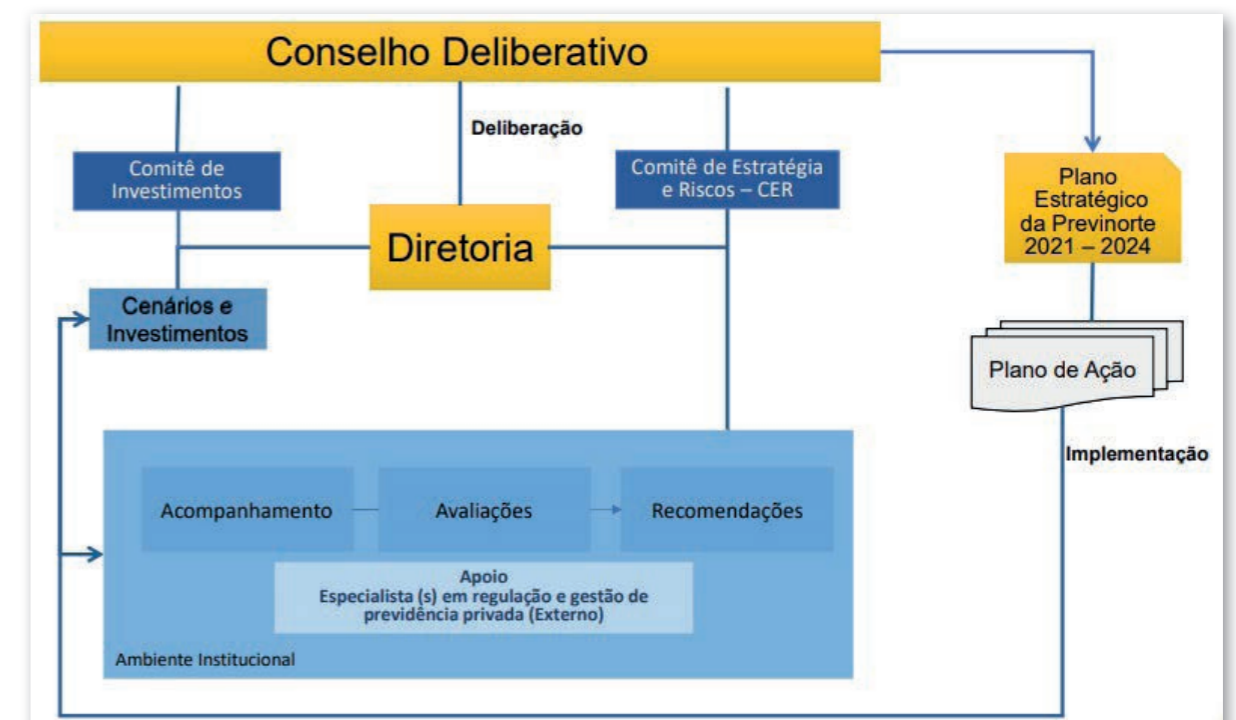 Conselho Deliberativo
Deliberação
Comitê de
Investimentos
Comitê de Estratégia
e Riscos – CER
Plano
Estratégico
da Previnorte
2021 – 2024
Diretoria
Cenários e
Investimentos
Plano de Ação
Implementação
Acompanhamento
Avaliações
Recomendações
Apoio
Especialista (s) em regulação e gestão de
previdência privada (Externo)
Ambiente Institucional